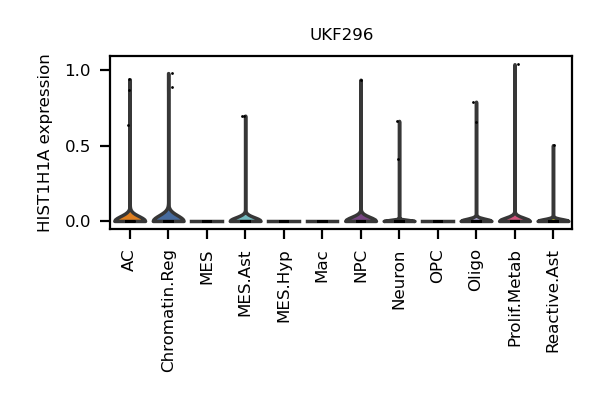 UKF296
HIST1H1A expression
1.0
0.5
0.0
AC
Chromatin.Reg
MES
MES.Ast
MES.Hyp
Mac
NPC
Neuron
OPC
Oligo
Prolif.Metab
Reactive.Ast